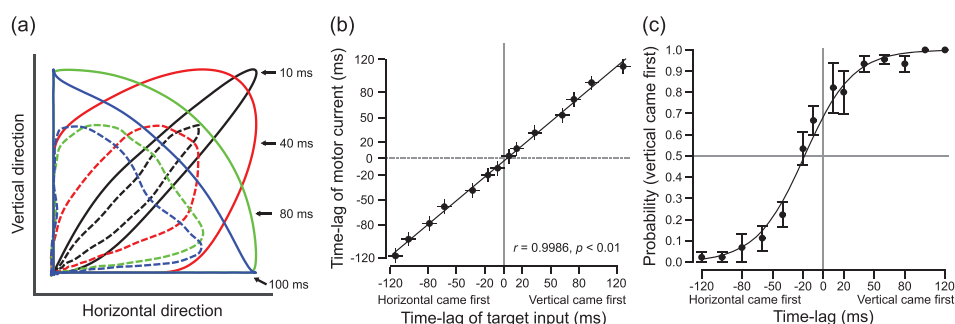 (a)
Vertical direction
Horizontal direction
10 ms
40 ms
80 ms
100 ms
(b)
Time-lag of motor current (ms)
120
80
20
0
-20
-80
-120
r = 0.9986, p < 0.01
-120 -80 -20 0 20 80 120
Horizontal came first Vertical came first
Time-lag of target input (ms)
(c)
Probability (vertical came first)
1.0
0.9
0.8
0.7
0.6
0.5
0.4
0.3
0.2
0.1
0.0
-120 -80 -50 -20 0 20 50 80 120
Horizontal came first Vertical came first
Time-lag (ms)